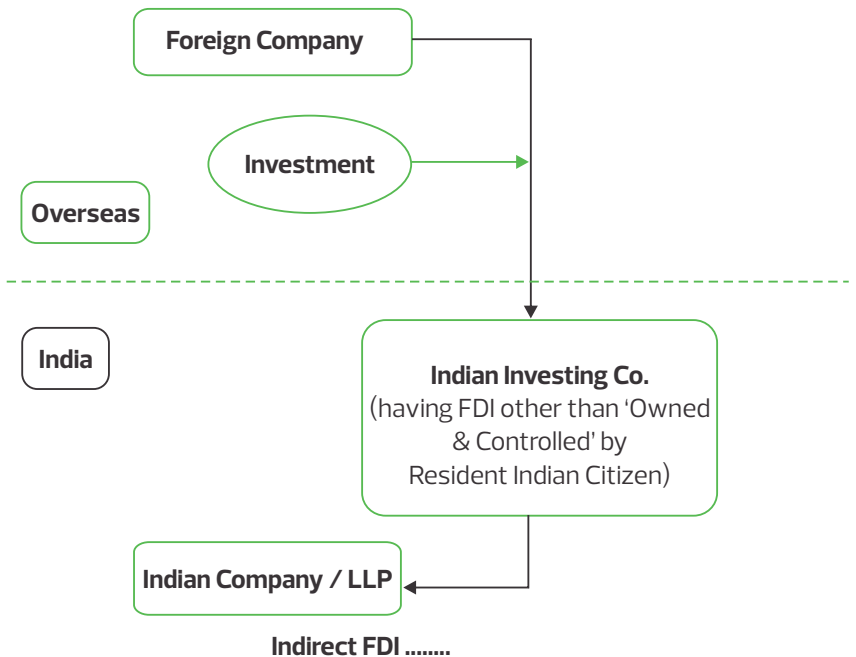 Foreign Company
Investment
Overseas
India
Indian Investing Co.
(having FDI other than ‘Owned
& Controlled’ by
Resident Indian Citizen)
Indian Company / LLP
Indirect FDI ........